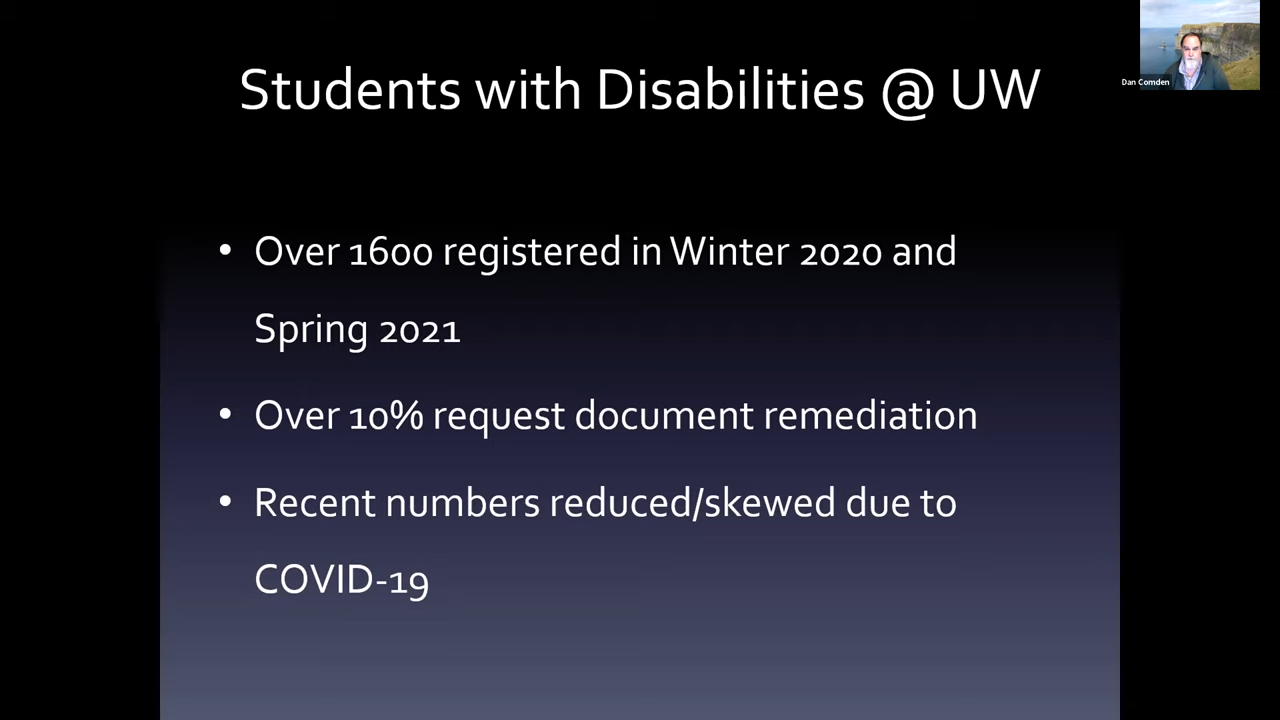 Students with Disabilities @ UW
Dan Comden
• Over 1600 registered in Winter 2020 and
Spring 2021
• Over 10% request document remediation
• Recent numbers reduced/skewed due to
COVID-19